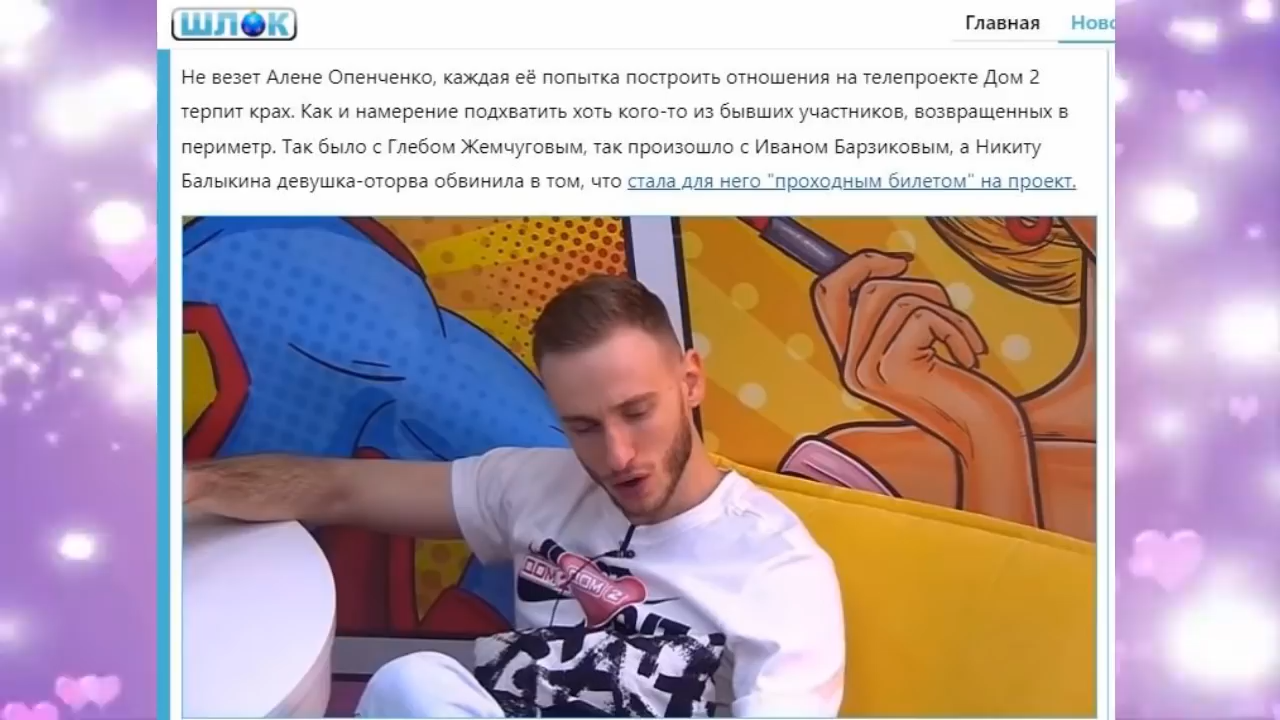 ШЛОК
Главная
Ново
Не везет Алене Опенченко, каждая её попытка построить отношения на телепроекте Дом 2
терпит крах. Как и намерение подхватить хоть кого-то из бывших участников, возвращенных в
периметр. Так было с Глебом Жемчуговым, так произошло с Иваном Барзиковым, а Никиту
Балыкина девушка-оторва обвинила в том, что стала для него "проходным билетом" на проект.
ДОМ 2